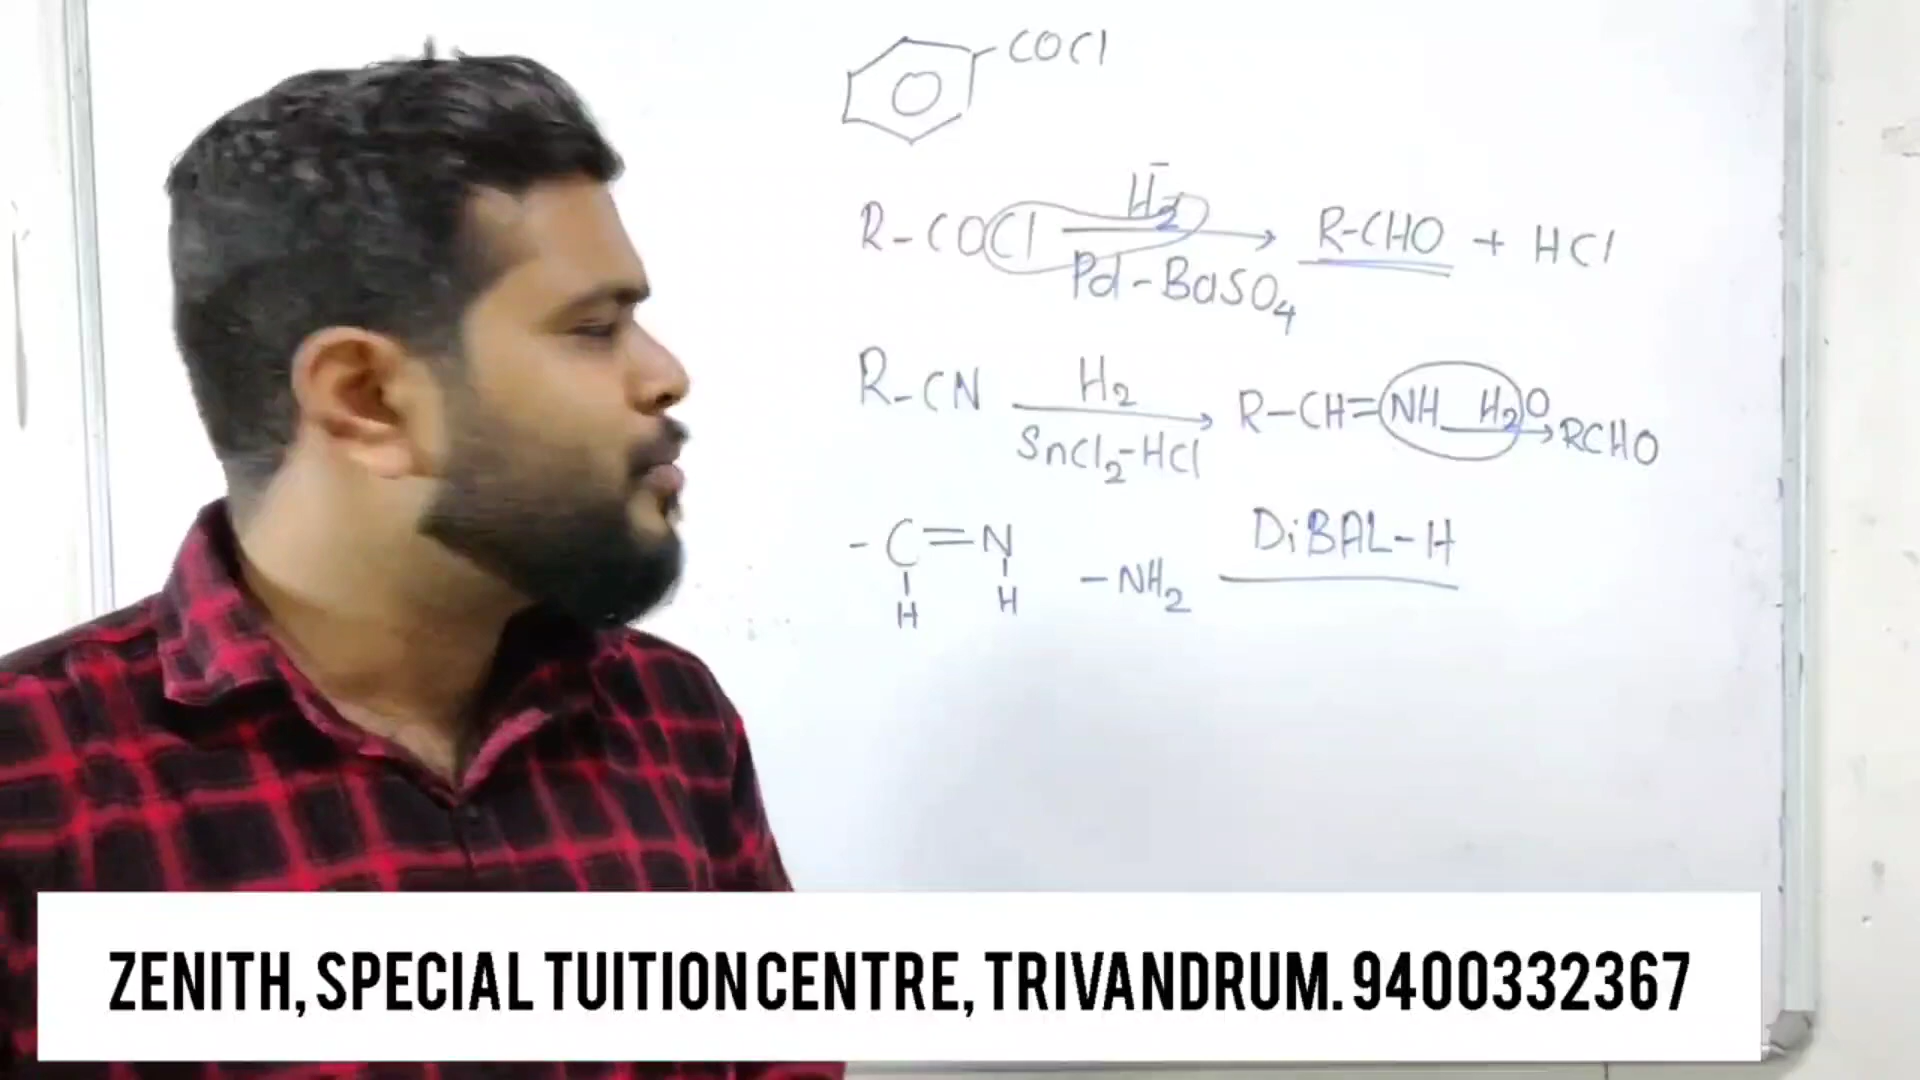 COCl
R-COCl H2 Pd-BaSO4 → R-CHO + HCl
R-CN H2 SnCl2-HCl → R-CH=NH H2O → RCHO
-C=N H H -NH2 DiBAL-H
ZENITH, SPECIAL TUITION CENTRE, TRIVANDRUM. 9400332367